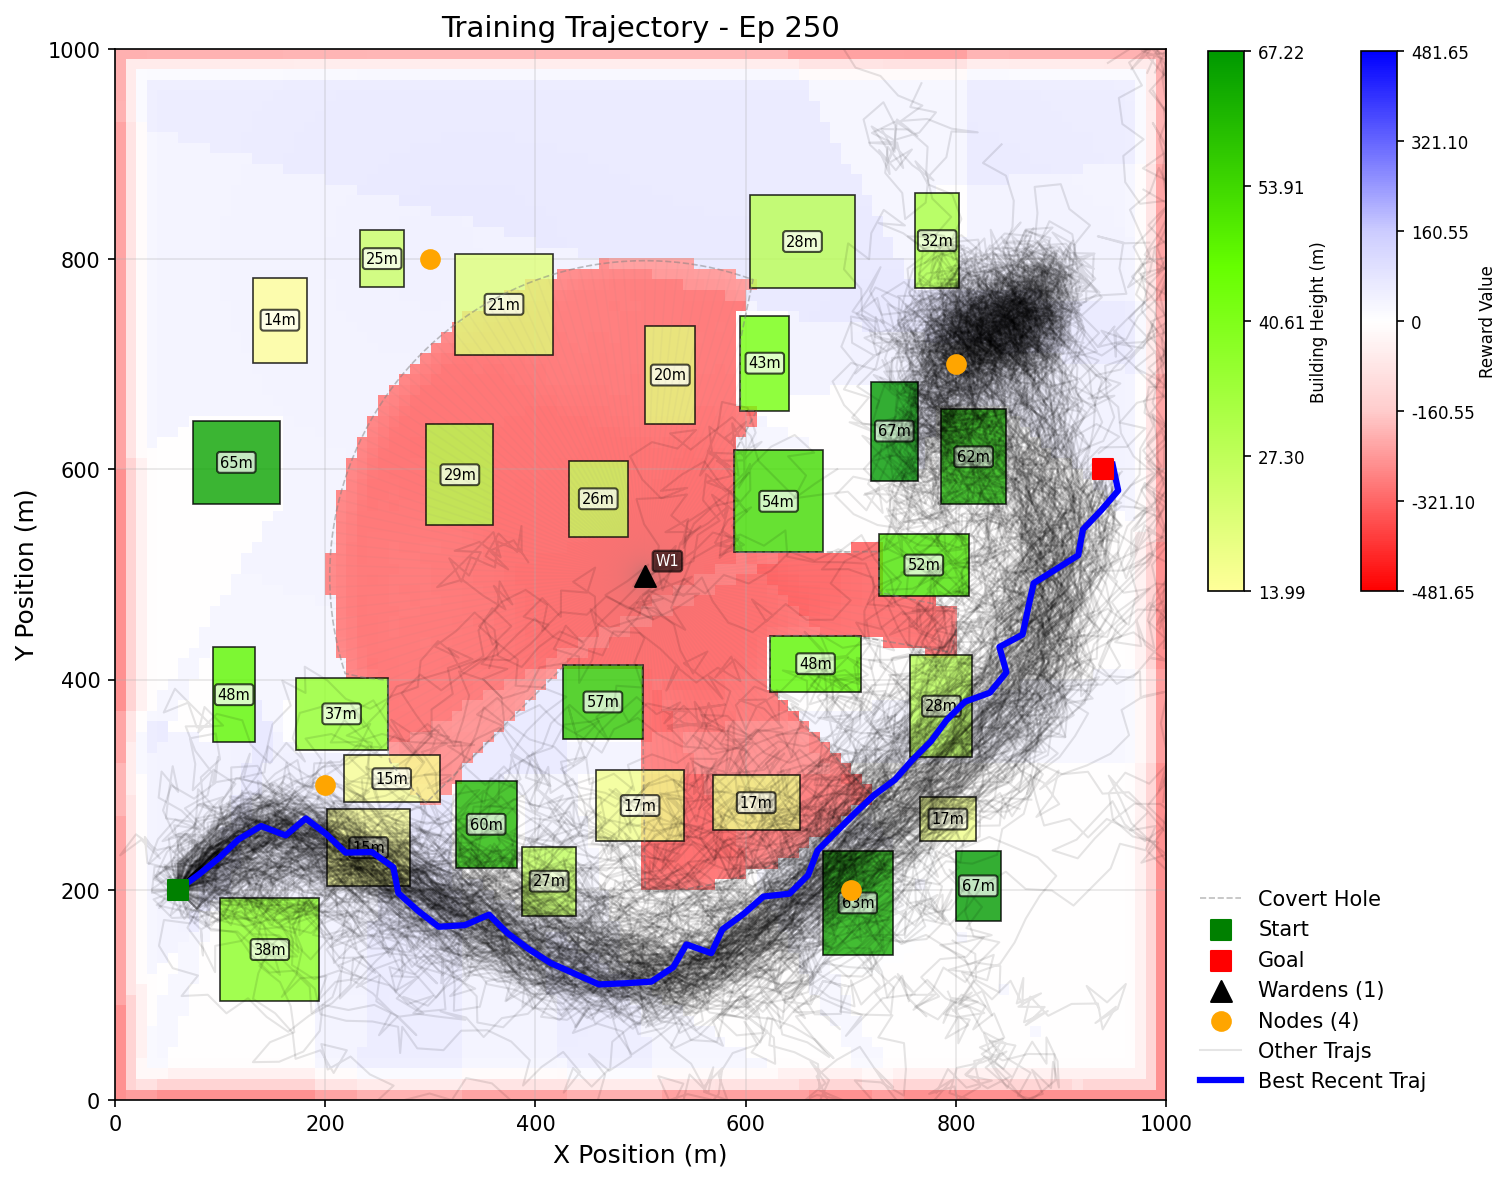 Training Trajectory - Ep 250
1000
800
600
400
200
0
0
200
400
600
800
1000
X Position (m)
Y Position (m)
28m
32m
25m
21m
14m
43m
20m
67m
65m
29m
62m
26m
54m
W1
52m
48m
37m
57m
48m
28m
15m
17m
17m
17m
60m
15m
27m
67m
63m
38m
67.22
53.91
40.61
27.30
13.99
Building Height (m)
481.65
321.10
160.55
0
-160.55
-321.10
-481.65
Reward Value
Covert Hole
Start
Goal
Wardens (1)
Nodes (4)
Other Trajs
Best Recent Traj